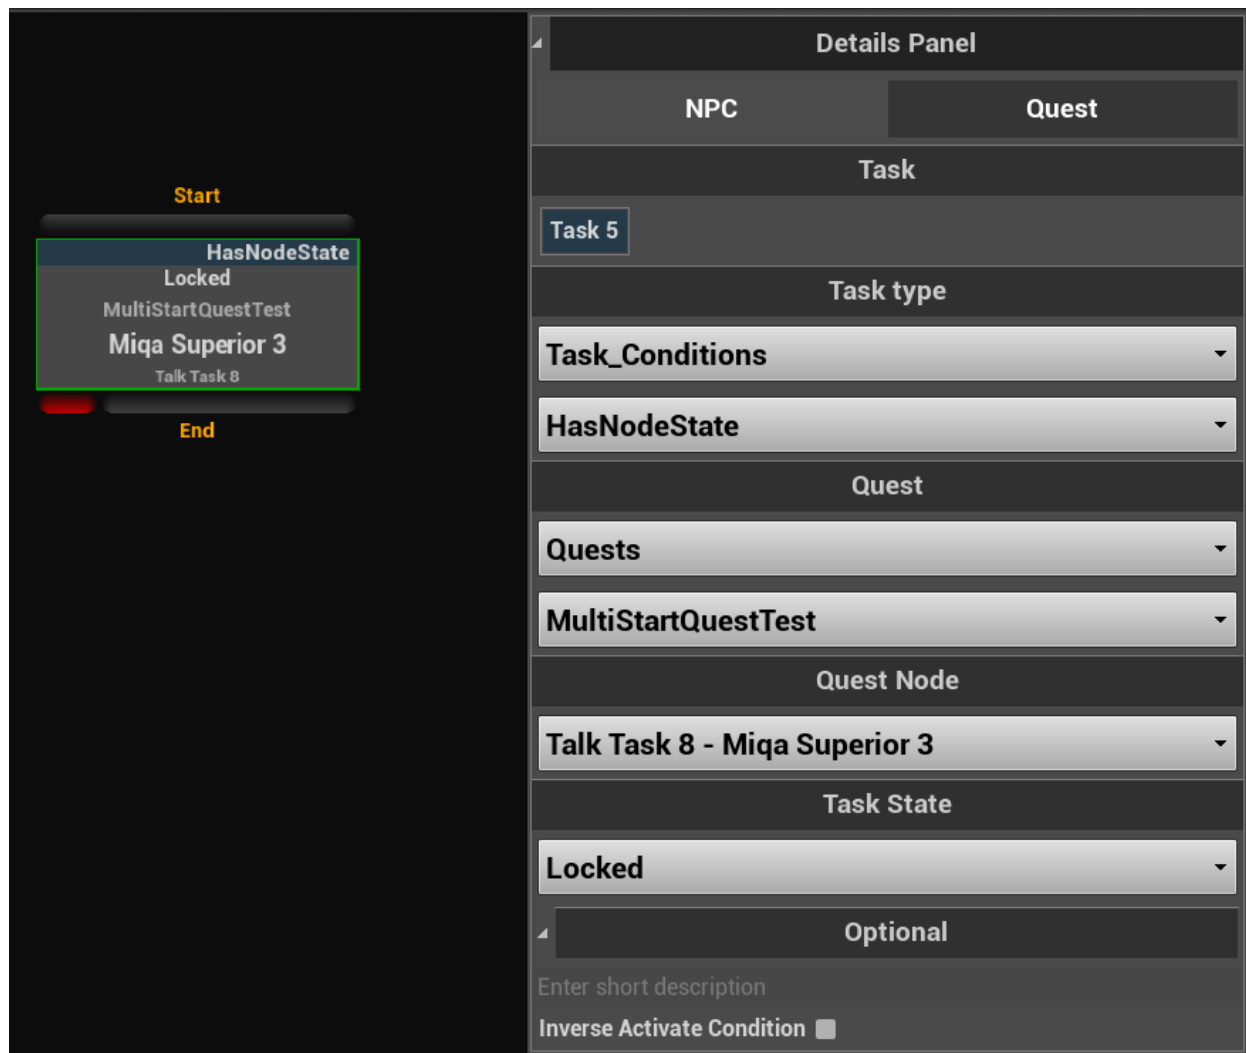 Start
HasNodeState
Locked
MultiStartQuestTest
Miqa Superior 3
Talk Task 8
End
Details Panel
NPC Quest
Task
Task 5
Task type
Task_Conditions
HasNodeState
Quest
Quests
MultiStartQuestTest
Quest Node
Talk Task 8 - Miqa Superior 3
Task State
Locked
Optional
Enter short description
Inverse Activate Condition